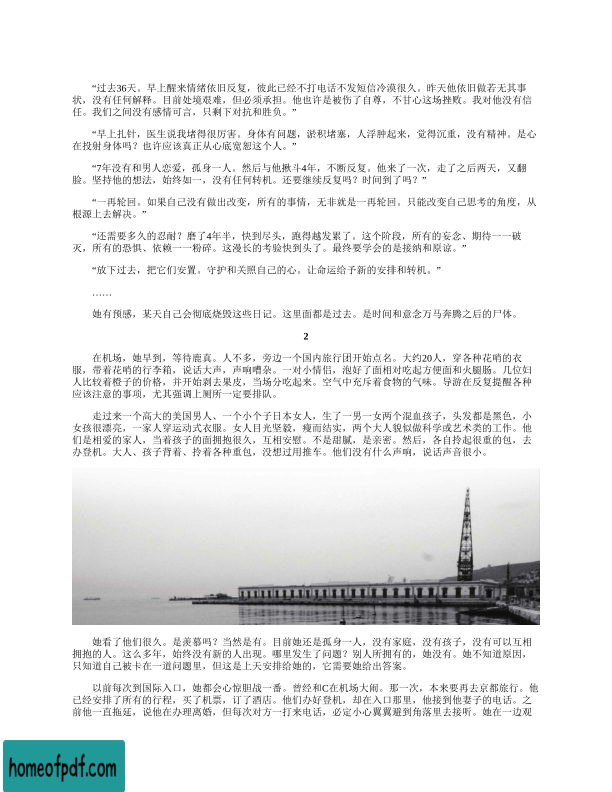 “过去36天。早上醒来情绪依旧反复，彼此已经不打电话不发短信冷漠很久。昨天他依旧做若无其事
状，没有任何解释。目前处境艰难，但必须承担。他也许是被伤了自尊，不甘心这场挫败。我对他没有信
任。我们之间没有感情可言，只剩下对抗和胜负。”
“早上扎针，医生说我堵得很厉害。身体有问题，淤积堵塞，人浮肿起来，觉得沉重，没有精神。是心
在投射身体吗？也许应该真正从心底宽恕这个人。”
“7年没有和男人恋爱，孤身一人。然后与他揪斗4年，不断反复。他来了一次，走了之后两天，又翻
脸。坚持他的想法，始终如一，没有任何转机。还要继续反复吗？时间到了吗？”
“一再轮回。如果自己没有做出改变，所有的事情，无非就是一再轮回。只能改变自己思考的角度，从
根源上去解决。”
“还需要多久的忍耐？磨了4年半，快到尽头，跑得越发累了。这个阶段，所有的妄念、期待一一破
灭，所有的恐惧、依赖一一粉碎。这漫长的考验快到头了。最终要学会的是接纳和原谅。”
“放下过去，把它们安置。守护和关照自己的心。让命运给予新的安排和转机。”
……
她有预感，某天自己会彻底烧毁这些日记。这里面都是过去。是时间和意念万马奔腾之后的尸体。
2
在机场，她早到，等待鹿真。人不多，旁边一个国内旅行团开始点名。大约20人，穿各种花哨的衣
服，带着花哨的行李箱，说话大声，声响嘈杂。一对小情侣，泡好了面相对吃起方便面和火腿肠。几位妇
人比较着橙子的价格，并开始剥去果皮，当场分吃起来。空气中充斥着食物的气味。导游在反复提醒各种
应该注意的事项，尤其强调上厕所一定要排队。
走过来一个高大的美国男人、一个小个子日本女人，生了一男一女两个混血孩子，头发都是黑色，小
女孩很漂亮，一家人穿运动式衣服。女人目光坚毅，瘦而结实，两个大人貌似做科学或艺术类的工作。他
们是相爱的家人，当着孩子的面拥抱很久，互相安慰。不是甜腻，是亲密。然后，各自拎起很重的包，去
办登机。大人、孩子背着、拎着各种重包，没想过用推车。他们没有什么声响，说话声音很小。
她看了他们很久。是羡慕吗？当然是有。目前她还是孤身一人，没有家庭，没有孩子，没有可以互相
拥抱的人。这么多年，始终没有新的人出现。哪里发生了问题？别人所拥有的，她没有。她不知道原因，
只知道自己被卡在一道问题里，但这是上天安排给她的，它需要她给出答案。
以前每次到国际入口，她都会心惊胆战一番。曾经和C在机场大闹。那一次，本来要再去京都旅行。他
已经安排了所有的行程，买了机票，订了酒店。他们办好登机，却在入口那里，他接到他妻子的电话。之
前他一直拖延，说他在办理离婚，但每次对方一打来电话，必定小心翼翼避到角落里去接听。她在一边观
homeofpdf.com